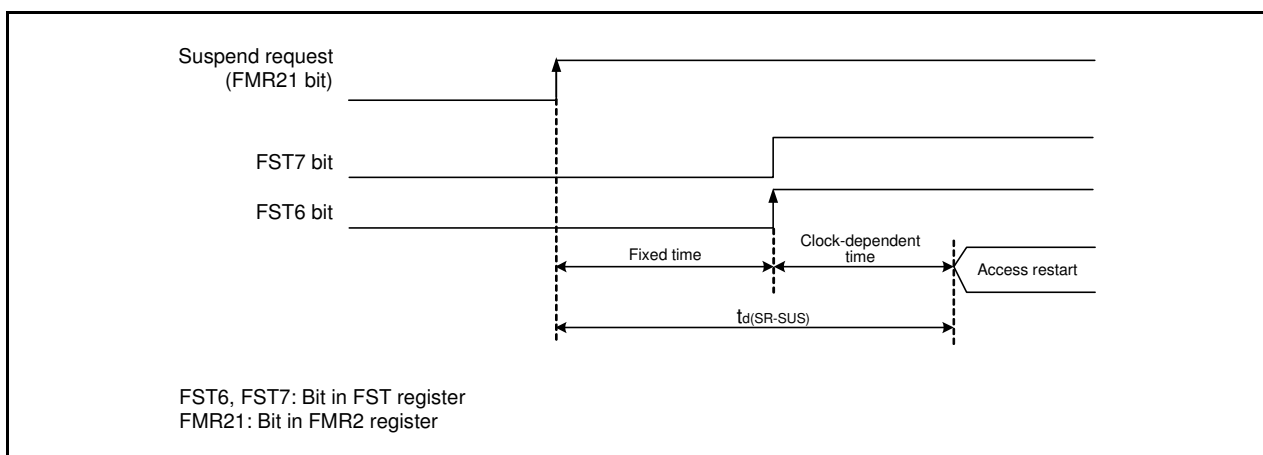 Suspend request
(FMR21 bit)
FST7 bit
FST6 bit
Fixed time
Clock-dependent
time
Access restart
td(SR-SUS)
FST6, FST7: Bit in FST register
FMR21: Bit in FMR2 register